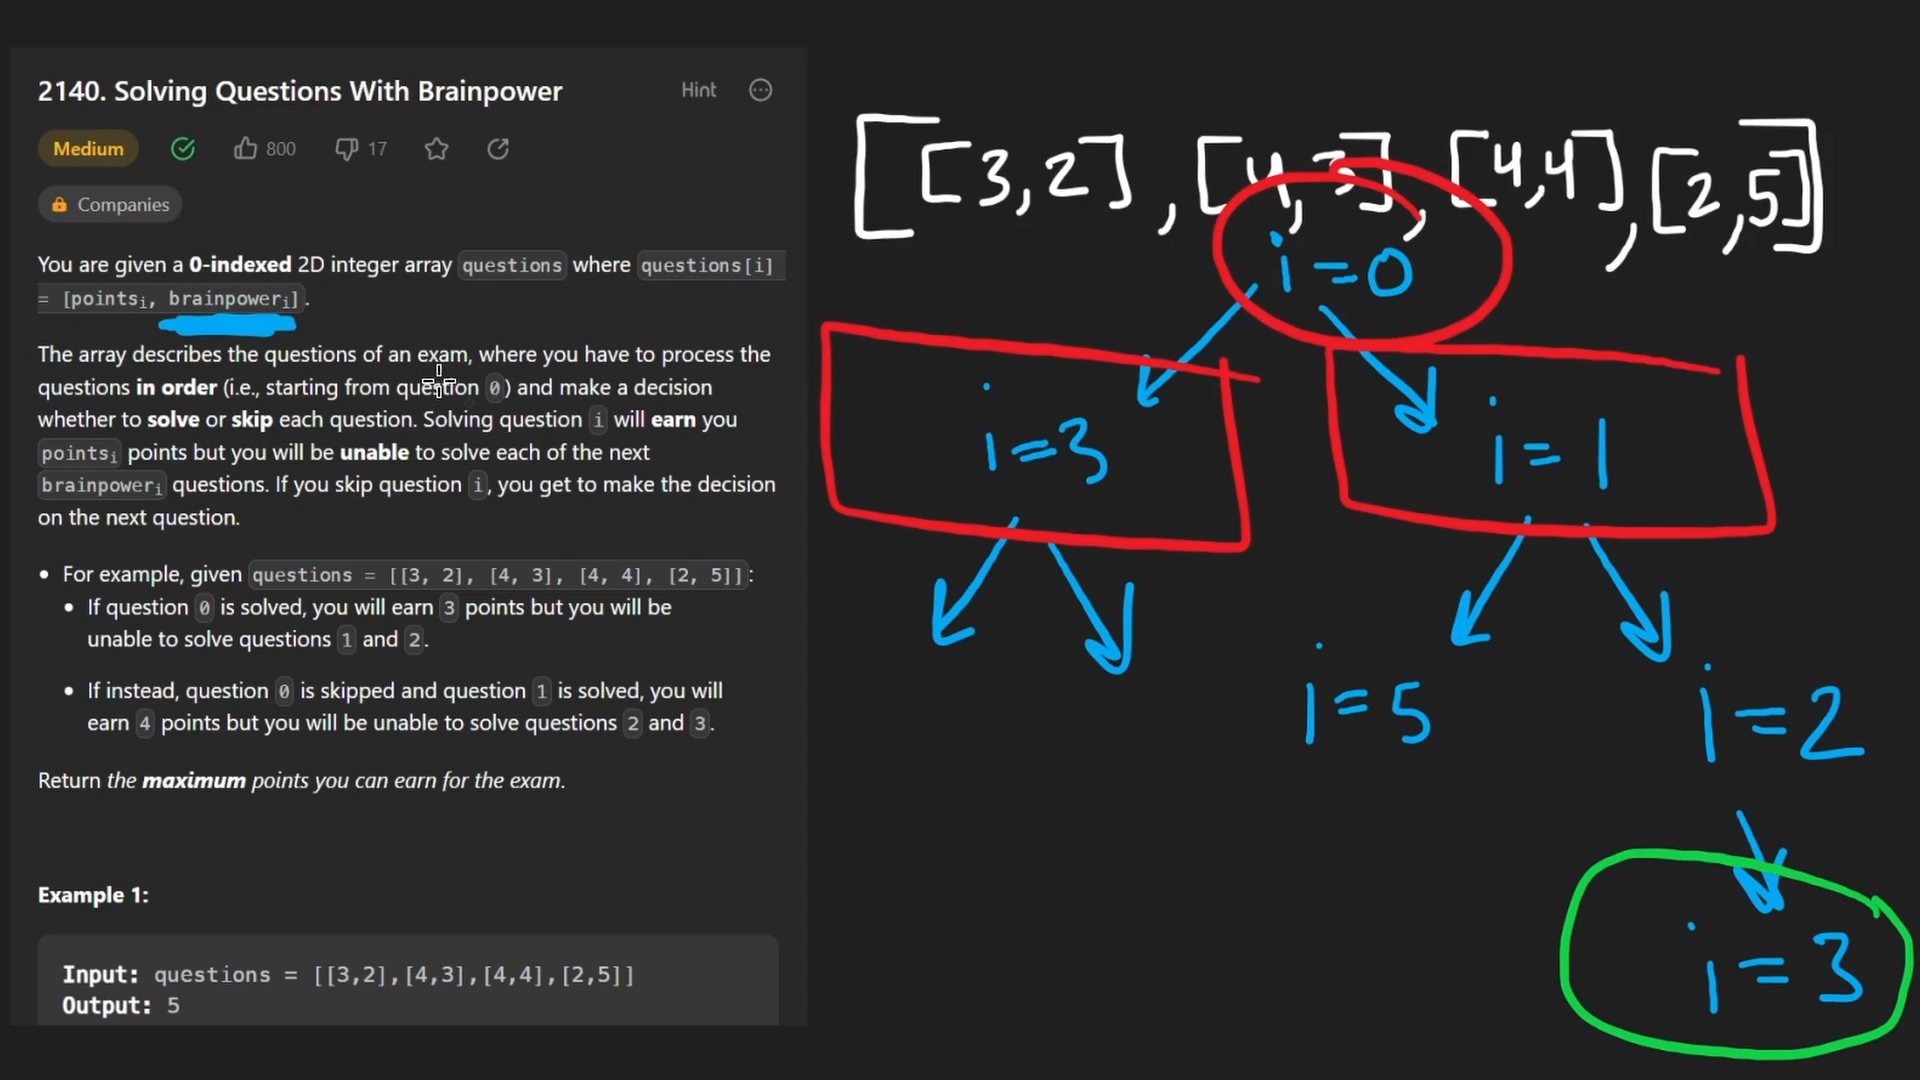 2140. Solving Questions With Brainpower
Hint
Medium
800
17
Companies
You are given a 0-indexed 2D integer array questions where questions[i]
= [pointsi, brainpoweri].
The array describes the questions of an exam, where you have to process the
questions in order (i.e., starting from question 0) and make a decision
whether to solve or skip each question. Solving question i will earn you
pointsi points but you will be unable to solve each of the next
brainpoweri questions. If you skip question i, you get to make the decision
on the next question.
• For example, given questions = [[3, 2], [4, 3], [4, 4], [2, 5]]:
• If question 0 is solved, you will earn 3 points but you will be
unable to solve questions 1 and 2.
• If instead, question 0 is skipped and question 1 is solved, you will
earn 4 points but you will be unable to solve questions 2 and 3.
Return the maximum points you can earn for the exam.
Example 1:
Input: questions = [[3,2],[4,3],[4,4],[2,5]]
Output: 5
[[3,2],[4,3],[4,4],[2,5]]
i=0
i=3
i=1
i=5
i=2
i=3